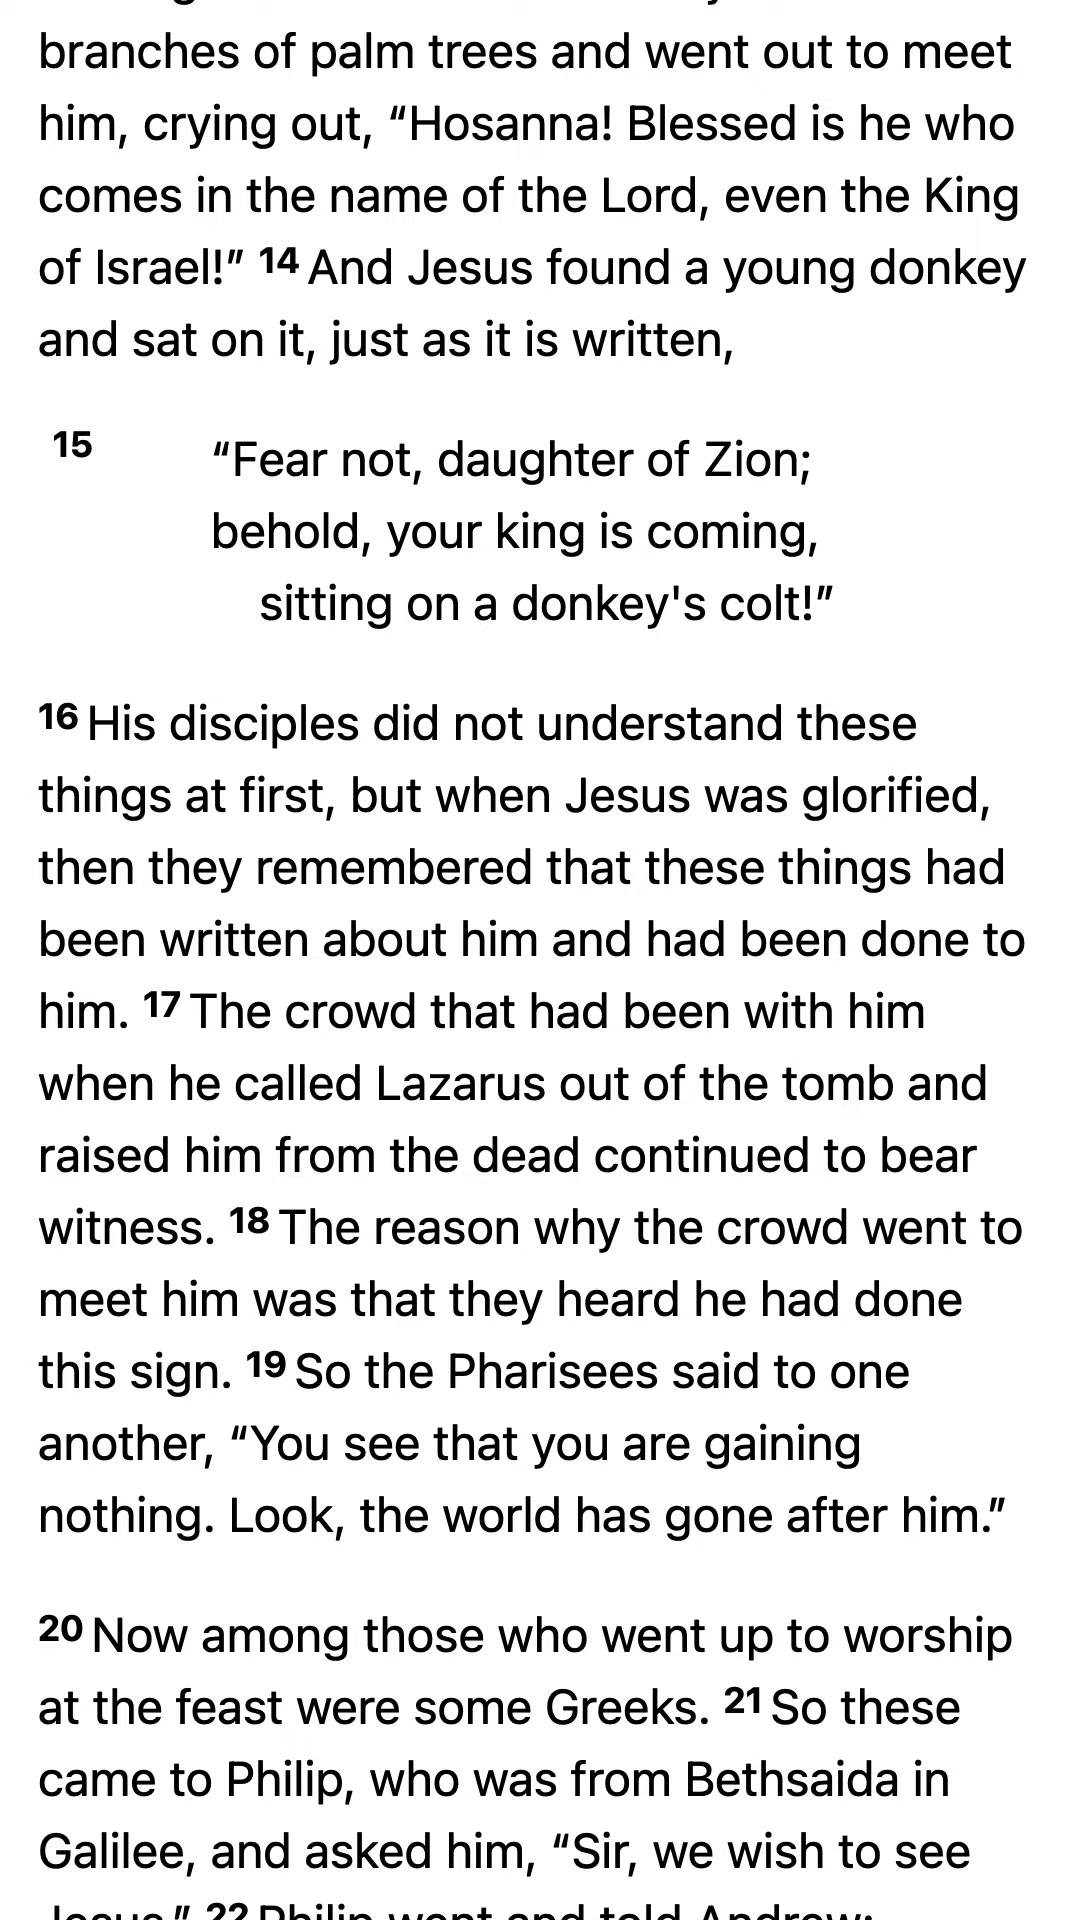 branches of palm trees and went out to meet
him, crying out, “Hosanna! Blessed is he who
comes in the name of the Lord, even the King
of Israel!” 14 And Jesus found a young donkey
and sat on it, just as it is written,
15 “Fear not, daughter of Zion;
behold, your king is coming,
sitting on a donkey's colt!”
16 His disciples did not understand these
things at first, but when Jesus was glorified,
then they remembered that these things had
been written about him and had been done to
him. 17 The crowd that had been with him
when he called Lazarus out of the tomb and
raised him from the dead continued to bear
witness. 18 The reason why the crowd went to
meet him was that they heard he had done
this sign. 19 So the Pharisees said to one
another, “You see that you are gaining
nothing. Look, the world has gone after him.”
20 Now among those who went up to worship
at the feast were some Greeks. 21 So these
came to Philip, who was from Bethsaida in
Galilee, and asked him, “Sir, we wish to see
Jesus.” 22 Philip went and told Andrew;